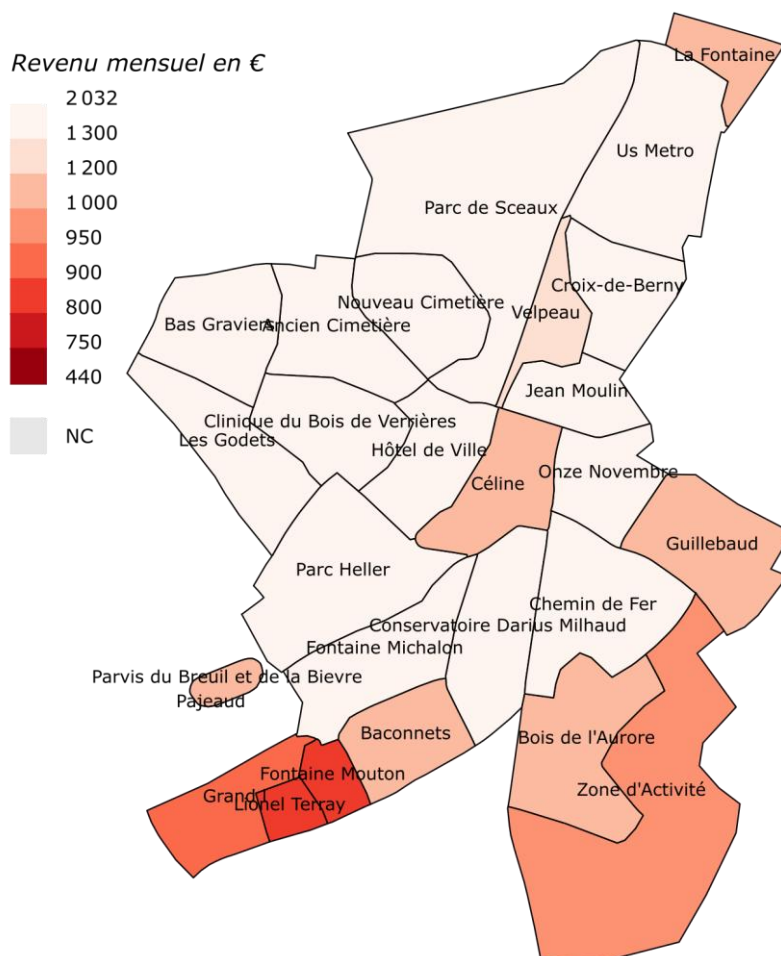 Revenu mensuel en €
2 032
1 300
1 200
1 000
950
900
800
750
440
NC
La Fontaine
Us Metro
Parc de Sceaux
Croix-de-Berny
Nouveau Cimetière
Velpeau
Bas Graviers
Ancien Cimetière
Jean Moulin
Clinique du Bois de Verrières
Les Godets
Hôtel de Ville
Onze Novembre
Céline
Guillebaud
Parc Heller
Chemin de Fer
Conservatoire Darius Milhaud
Fontaine Michalon
Parvis du Breuil et de la Bievre
Pajeaud
Baconnets
Bois de l'Aurore
Fontaine Mouton
Zone d'Activité
Lionel Terray